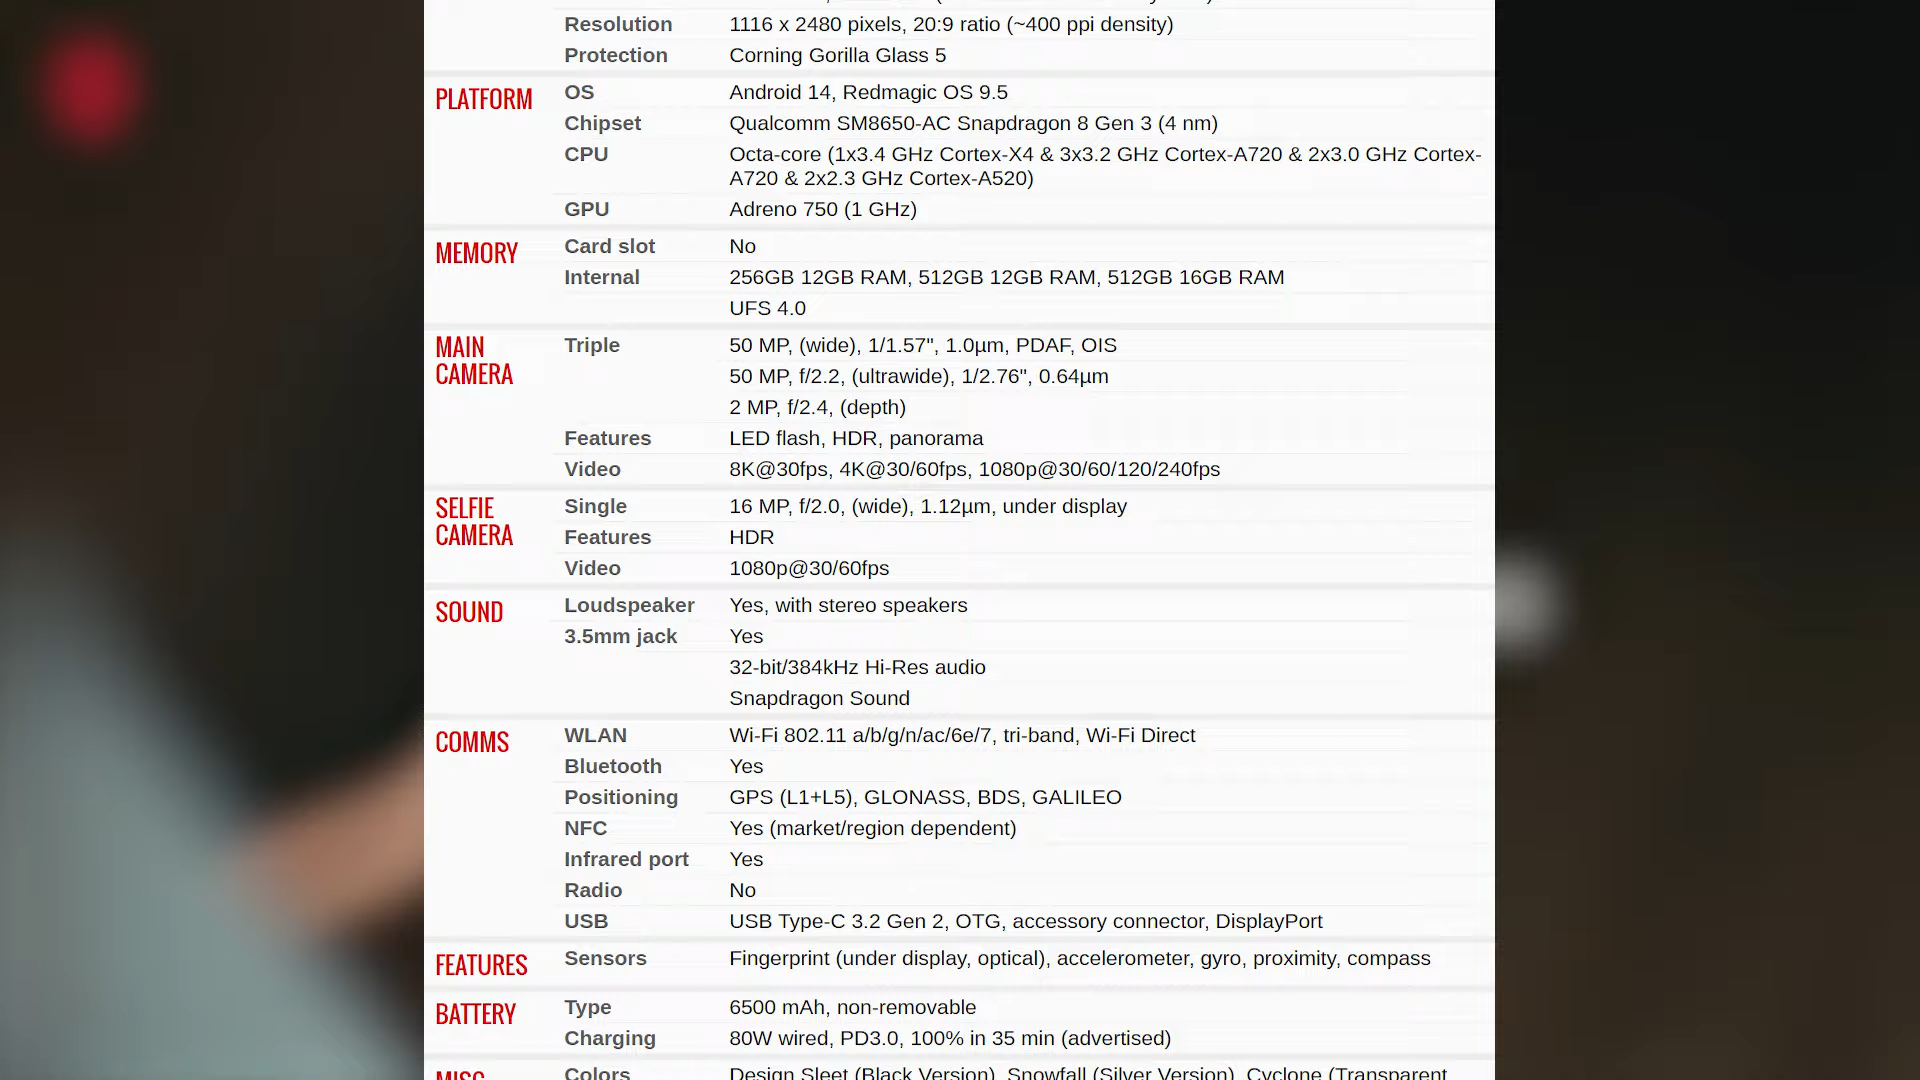 Resolution 1116 x 2480 pixels, 20:9 ratio (~400 ppi density)
Protection Corning Gorilla Glass 5
PLATFORM OS Android 14, Redmagic OS 9.5
Chipset Qualcomm SM8650-AC Snapdragon 8 Gen 3 (4 nm)
CPU Octa-core (1x3.4 GHz Cortex-X4 & 3x3.2 GHz Cortex-A720 & 2x3.0 GHz Cortex-
A720 & 2x2.3 GHz Cortex-A520)
GPU Adreno 750 (1 GHz)
MEMORY Card slot No
Internal 256GB 12GB RAM, 512GB 12GB RAM, 512GB 16GB RAM
UFS 4.0
MAIN
CAMERA Triple 50 MP, (wide), 1/1.57", 1.0µm, PDAF, OIS
50 MP, f/2.2, (ultrawide), 1/2.76", 0.64µm
2 MP, f/2.4, (depth)
Features LED flash, HDR, panorama
Video 8K@30fps, 4K@30/60fps, 1080p@30/60/120/240fps
SELFIE
CAMERA Single 16 MP, f/2.0, (wide), 1.12µm, under display
Features HDR
Video 1080p@30/60fps
SOUND Loudspeaker Yes, with stereo speakers
3.5mm jack Yes
32-bit/384kHz Hi-Res audio
Snapdragon Sound
COMMS WLAN Wi-Fi 802.11 a/b/g/n/ac/6e/7, tri-band, Wi-Fi Direct
Bluetooth Yes
Positioning GPS (L1+L5), GLONASS, BDS, GALILEO
NFC Yes (market/region dependent)
Infrared port Yes
Radio No
USB USB Type-C 3.2 Gen 2, OTG, accessory connector, DisplayPort
FEATURES Sensors Fingerprint (under display, optical), accelerometer, gyro, proximity, compass
BATTERY Type 6500 mAh, non-removable
Charging 80W wired, PD3.0, 100% in 35 min (advertised)
MISC Colors Design Sleet (Black Version), Snowfall (Silver Version), Cyclone (Transparent